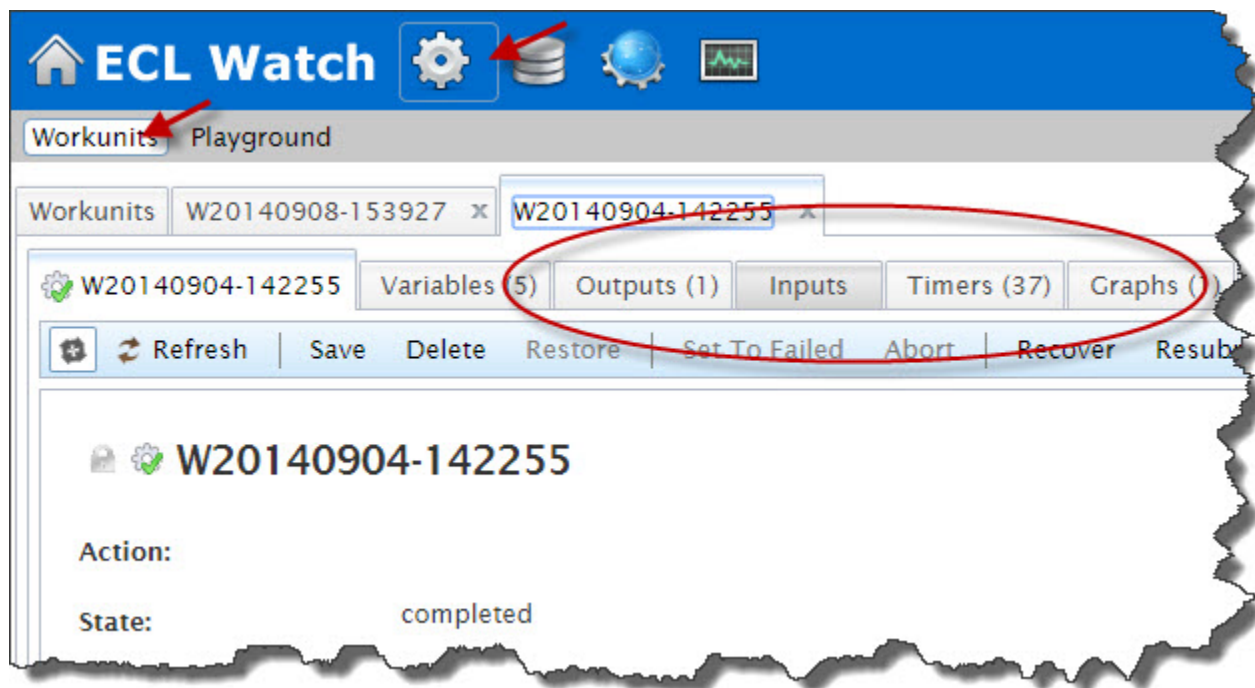 ECL Watch
Workunits Playground
Workunits W20140908-153927 x W20140904-142255 x
W20140904-142255 Variables (5) Outputs (1) Inputs Timers (37) Graphs (1)
Refresh Save Delete Restore Set To Failed Abort Recover
W20140904-142255
Action:
State: completed